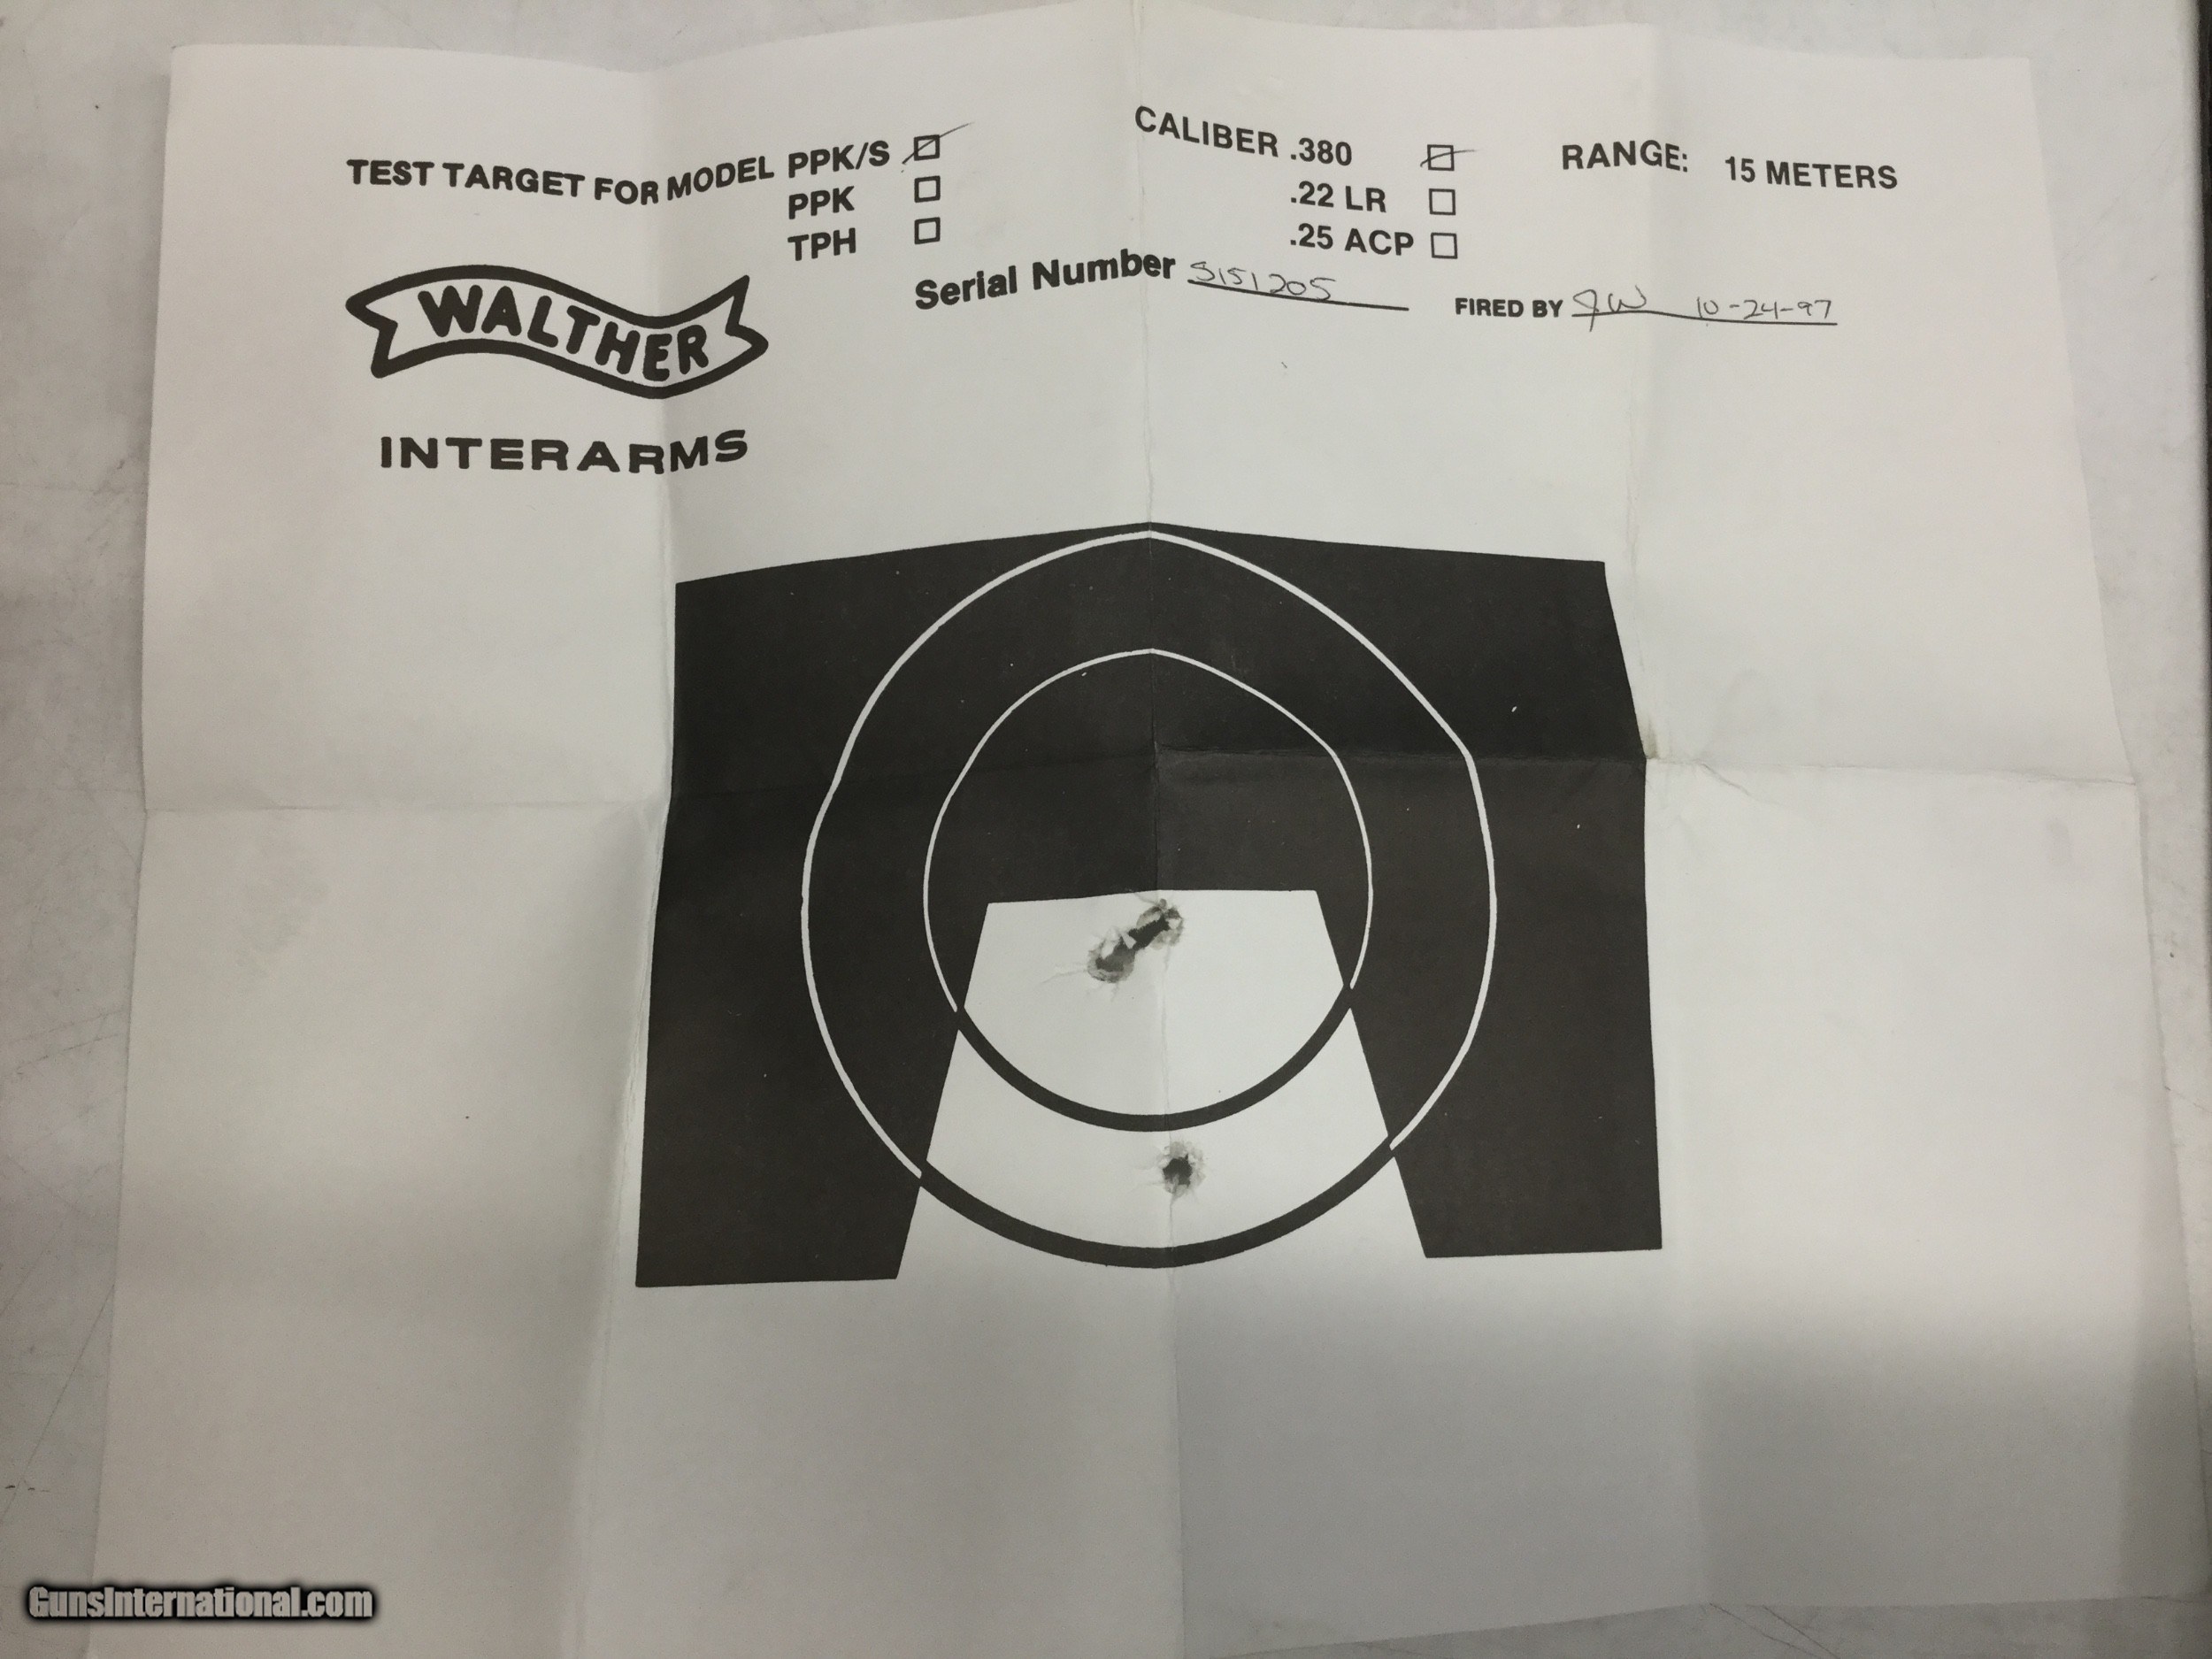 TEST TARGET FOR MODEL PPK/S ☑ CALIBER .380 ☑ RANGE: 15 METERS
PPK ☐ .22 LR ☐
TPH ☐ .25 ACP ☐
Serial Number S151205 FIRED BY JW 10-24-97
WALTHER
INTERARMS
GunsInternational.com